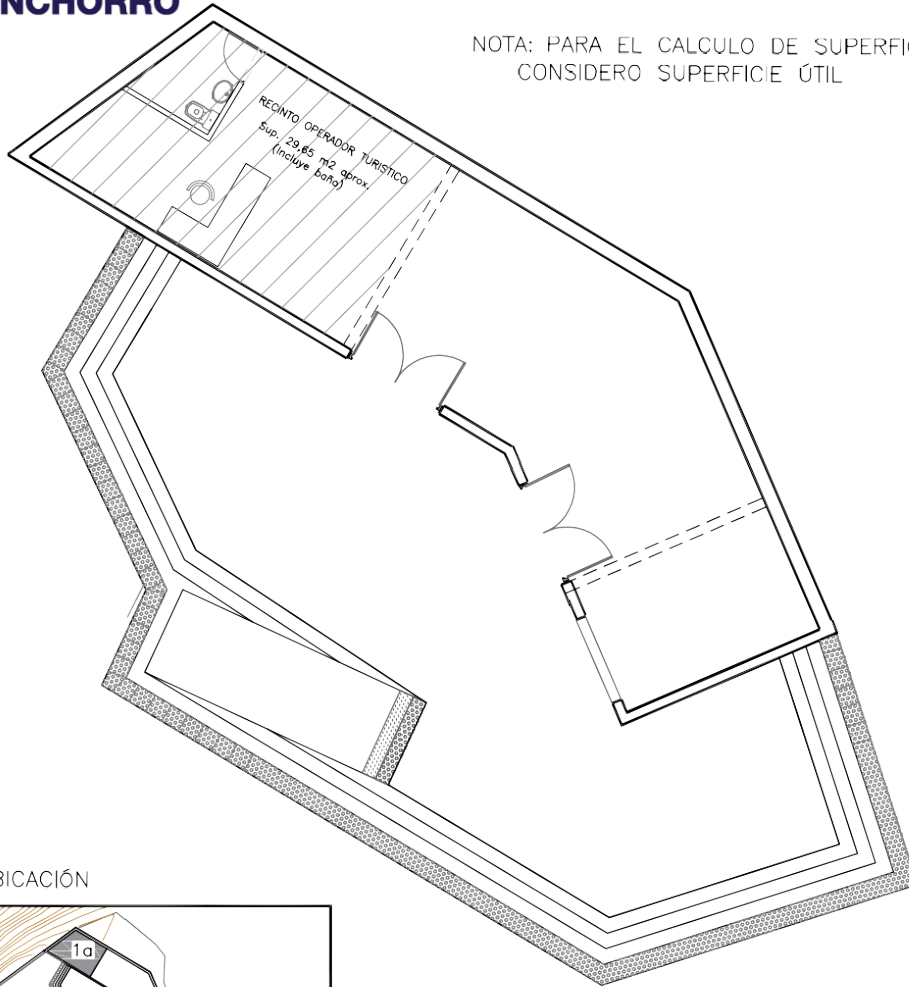 NCHORRO
NOTA: PARA EL CALCULO DE SUPERFIC
CONSIDERO SUPERFICIE ÚTIL
RECINTO OPERADOR TURISTICO
Sup. 29,65 m2 aprox.
(Incluye baño)
BICACIÓN
1a